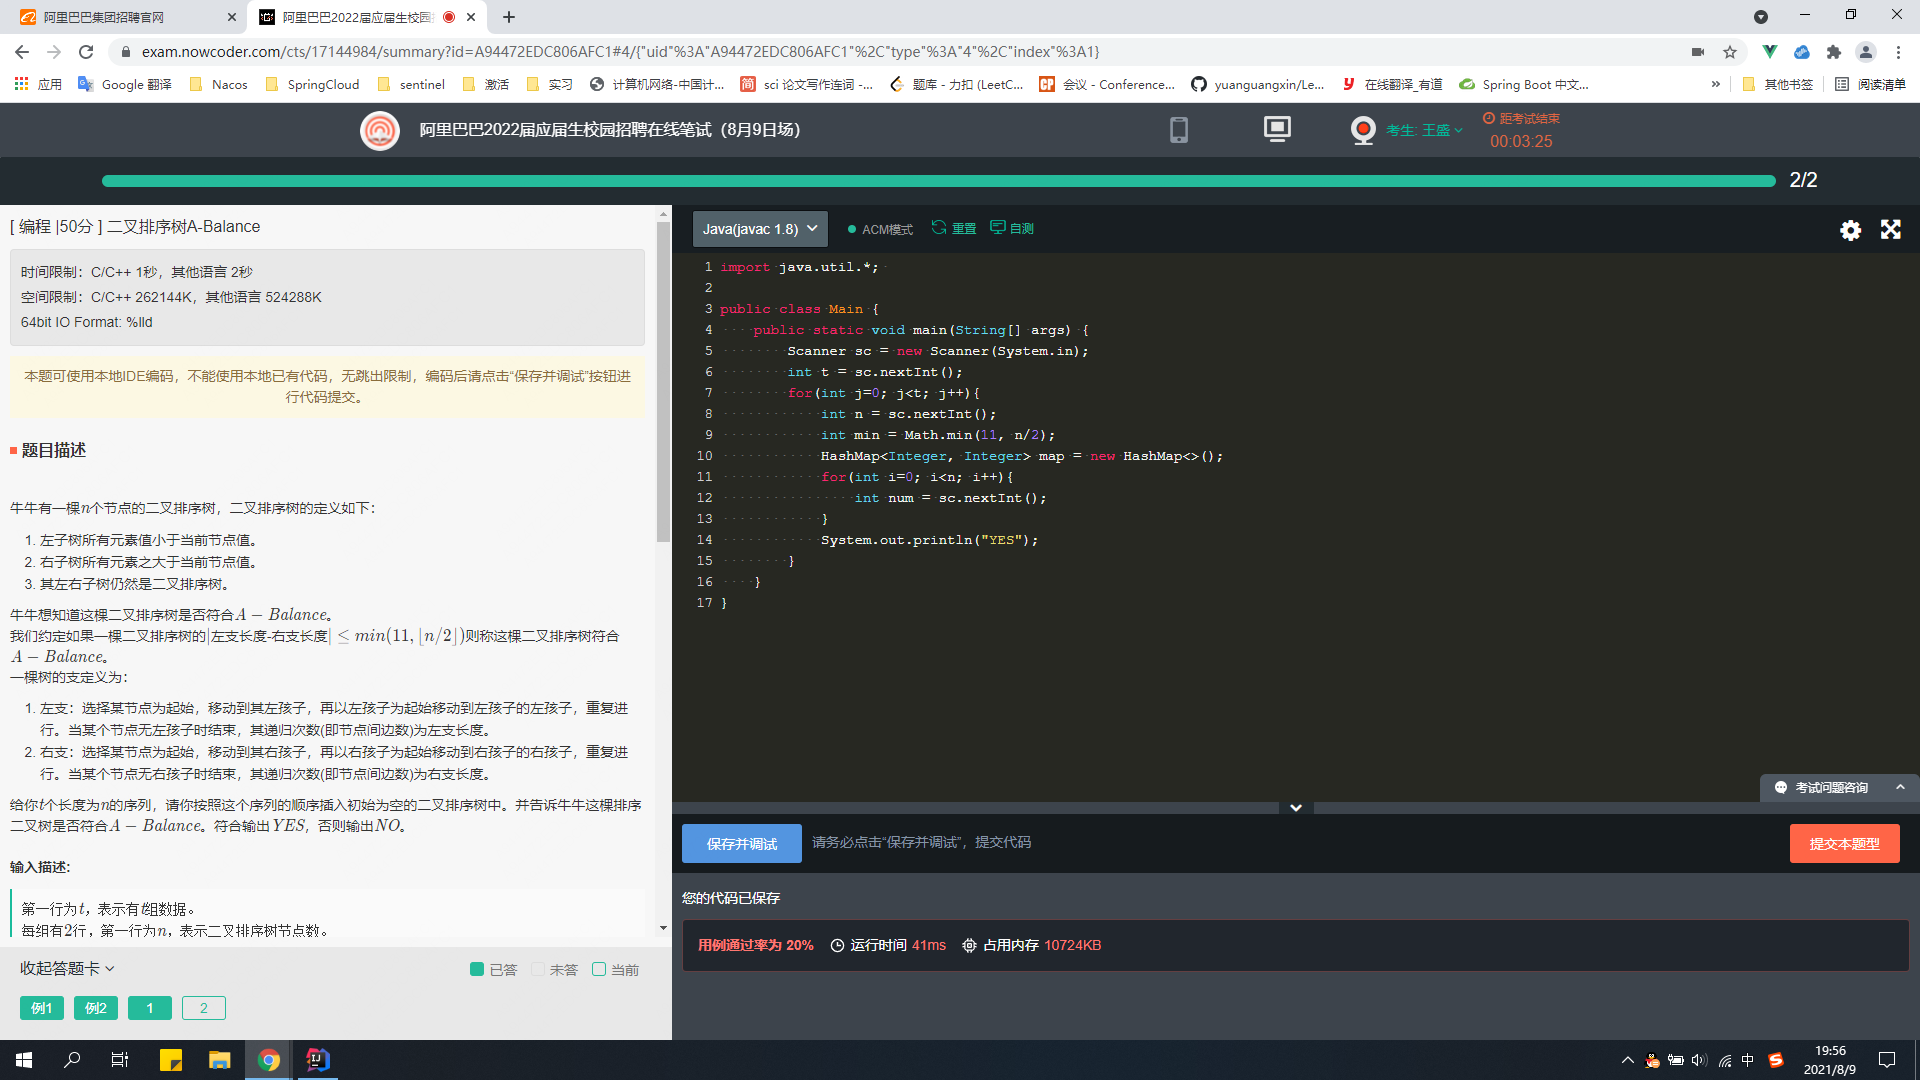 阿里巴巴集团招聘官网
阿里巴巴2022届应届生校园招
exam.nowcoder.com/cts/17144984/summary?id=A94472EDC806AFC1#4/{"uid"%3A"A94472EDC806AFC1"%2C"type"%3A"4"%2C"index"%3A1}
应用 Google 翻译 Nacos SpringCloud sentinel 激活 实习 计算机网络-中国计... sci 论文写作连词 -... 题库 - 力扣 (LeetC... 会议 - Conference... yuanguangxin/Le... 在线翻译_有道 Spring Boot 中文... » 其他书签 阅读清单
阿里巴巴2022届应届生校园招聘在线笔试（8月9日场）
考生: 王盛
距考试结束
00:03:25
2/2
[ 编程 |50分 ] 二叉排序树A-Balance
时间限制：C/C++ 1秒，其他语言 2秒
空间限制：C/C++ 262144K，其他语言 524288K
64bit IO Format: %lld
本题可使用本地IDE编码，不能使用本地已有代码，无跳出限制，编码后请点击“保存并调试”按钮进
行代码提交。
题目描述
牛牛有一棵n个节点的二叉排序树，二叉排序树的定义如下：
1. 左子树所有元素值小于当前节点值。
2. 右子树所有元素之大于当前节点值。
3. 其左右子树仍然是二叉排序树。
牛牛想知道这棵二叉排序树是否符合A − Balance。
我们约定如果一棵二叉排序树的|左支长度-右支长度| ≤ min(11, ⌊n/2⌋)则称这棵二叉排序树符合
A − Balance。
一棵树的支定义为：
1. 左支：选择某节点为起始，移动到其左孩子，再以左孩子为起始移动到左孩子的左孩子，重复进
行。当某个节点无左孩子时结束，其递归次数(即节点间边数)为左支长度。
2. 右支：选择某节点为起始，移动到其右孩子，再以右孩子为起始移动到右孩子的右孩子，重复进
行。当某个节点无右孩子时结束，其递归次数(即节点间边数)为右支长度。
给你t个长度为n的序列，请你按照这个序列的顺序插入初始为空的二叉排序树中。并告诉牛牛这棵排序
二叉树是否符合A − Balance。符合输出YES，否则输出NO。
输入描述:
第一行为t，表示有t组数据。
每组有2行，第一行为n，表示二叉排序树节点数。
收起答题卡
已答 未答 当前
例1 例2 1 2
Java(javac 1.8) ACM模式 重置 自测
1 import java.util.*;
2
3 public class Main {
4 public static void main(String[] args) {
5 Scanner sc = new Scanner(System.in);
6 int t = sc.nextInt();
7 for(int j=0; j<t; j++){
8 int n = sc.nextInt();
9 int min = Math.min(11, n/2);
10 HashMap<Integer, Integer> map = new HashMap<>();
11 for(int i=0; i<n; i++){
12 int num = sc.nextInt();
13 }
14 System.out.println("YES");
15 }
16 }
17 }
考试问题咨询
保存并调试 请务必点击“保存并调试”，提交代码 提交本题型
您的代码已保存
用例通过率为 20% 运行时间 41ms 占用内存 10724KB
中
19:56
2021/8/9